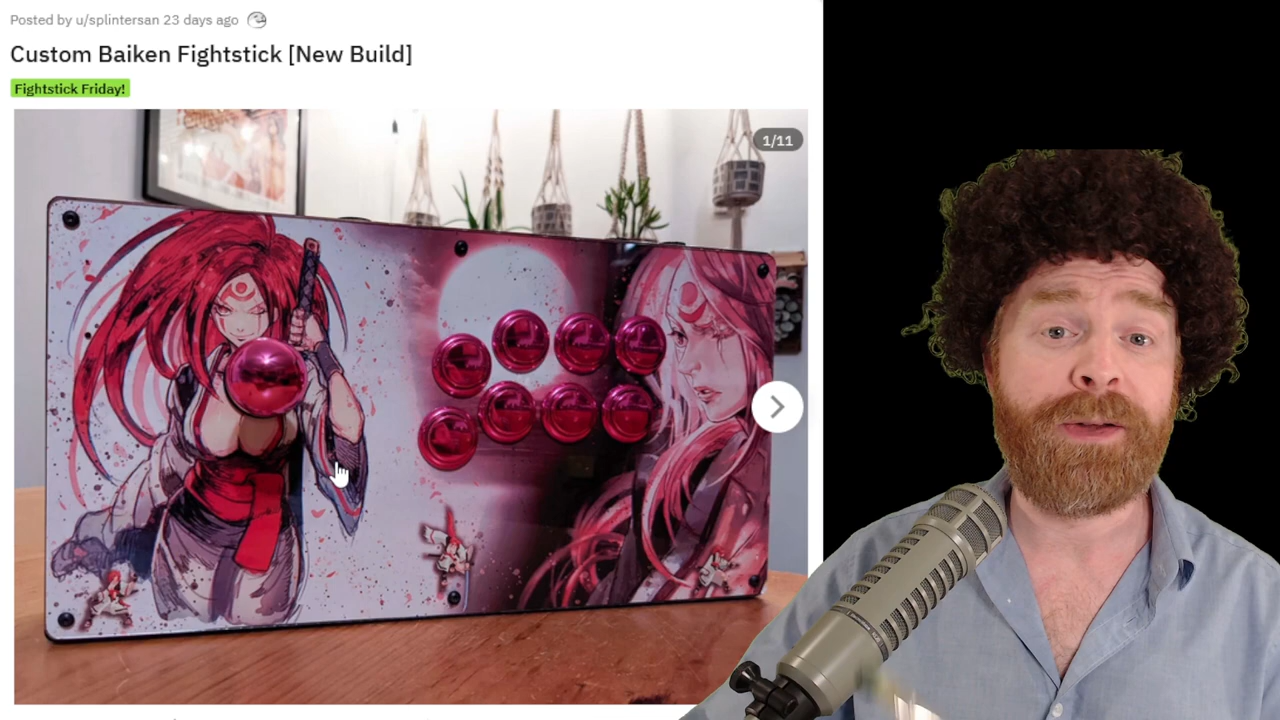 Posted by u/splintersan 23 days ago
Custom Baiken Fightstick [New Build]
Fightstick Friday!
1/11